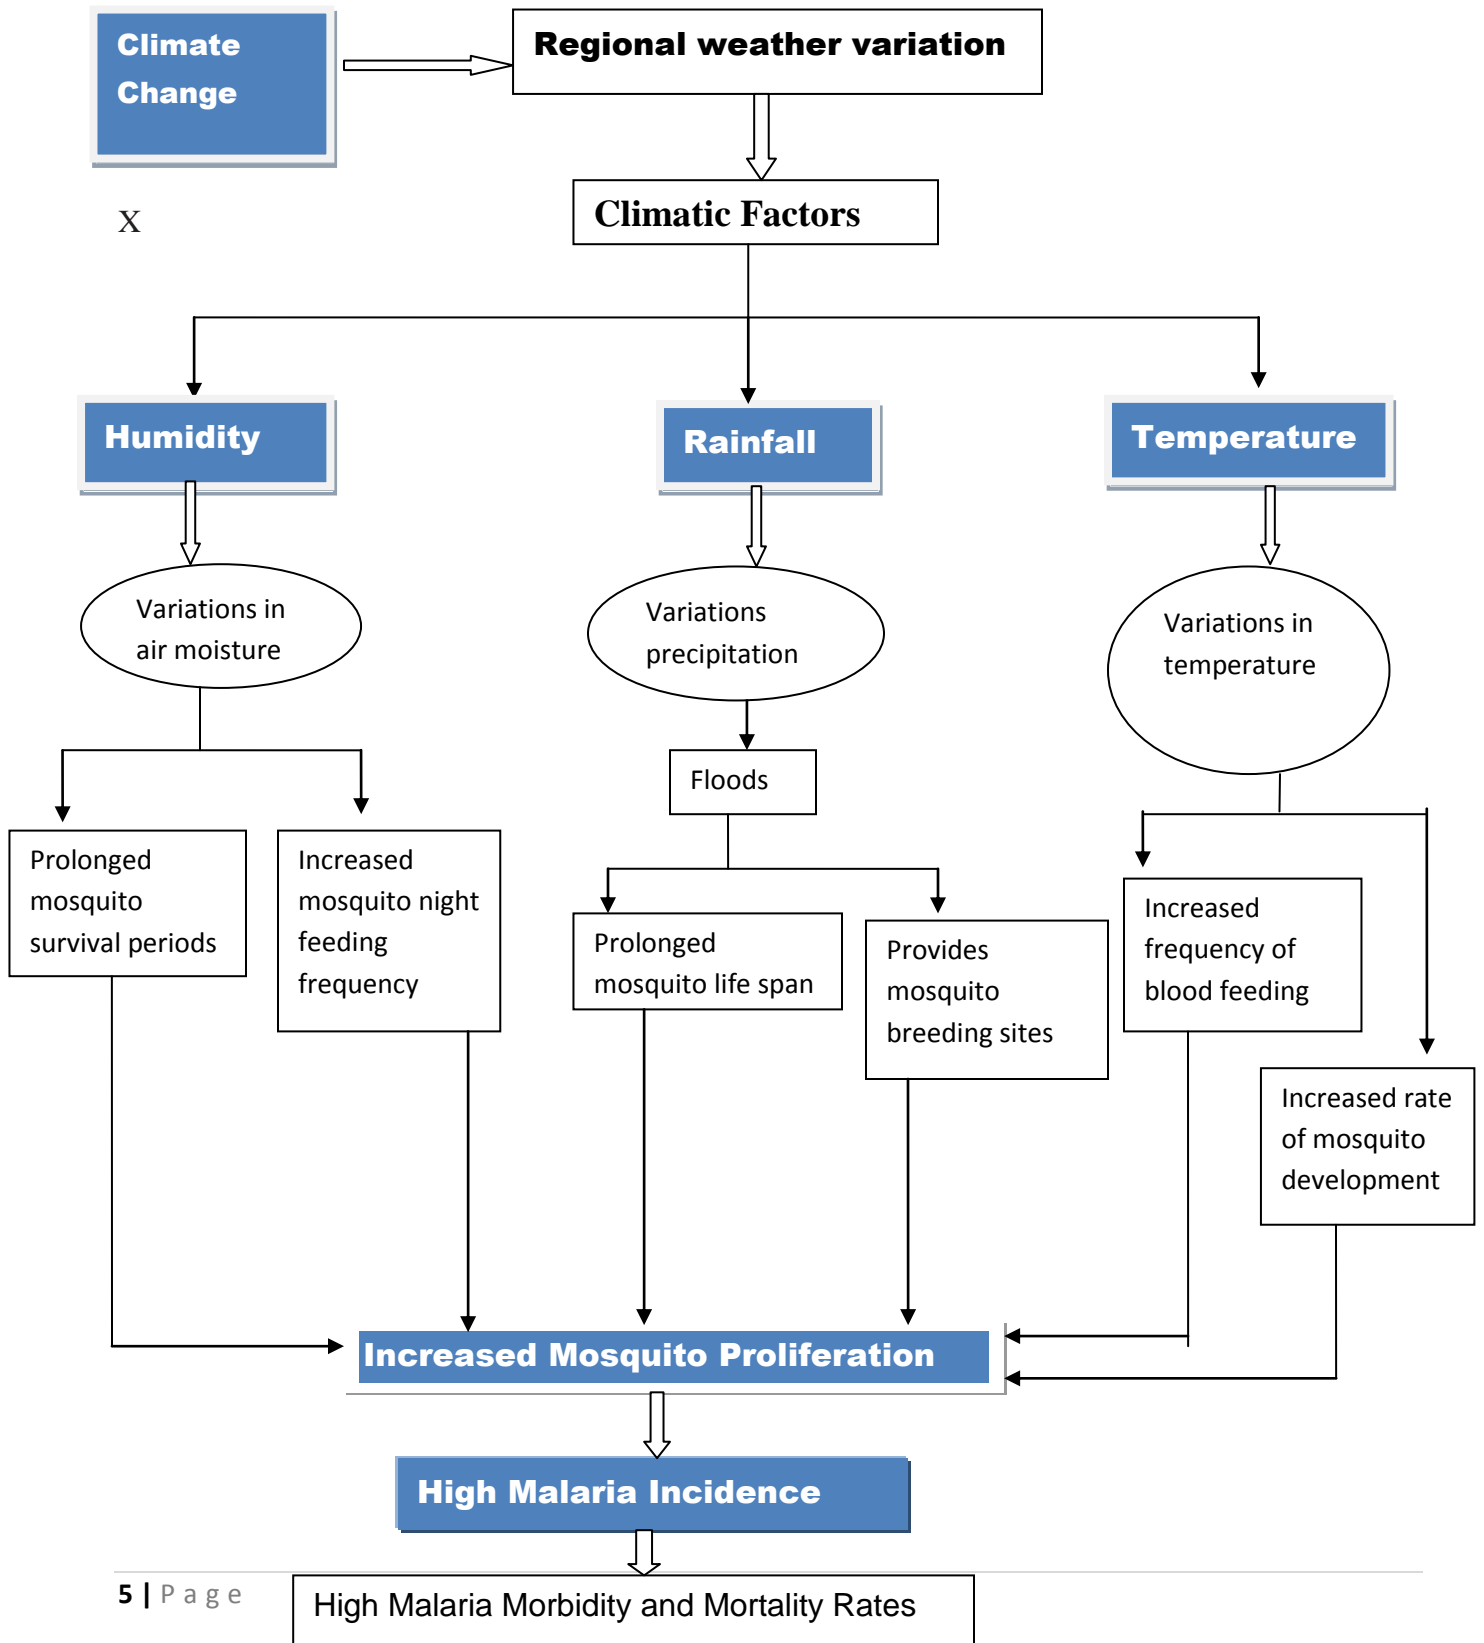 Climate
Change
Regional weather variation
X
Climatic Factors
Humidity
Rainfall
Temperature
Variations in
air moisture
Variations
precipitation
Variations in
temperature
Floods
Prolonged
mosquito
survival periods
Increased
mosquito night
feeding
frequency
Prolonged
mosquito life span
Provides
mosquito
breeding sites
Increased
frequency of
blood feeding
Increased rate
of mosquito
development
Increased Mosquito Proliferation
High Malaria Incidence
5 | Page
High Malaria Morbidity and Mortality Rates